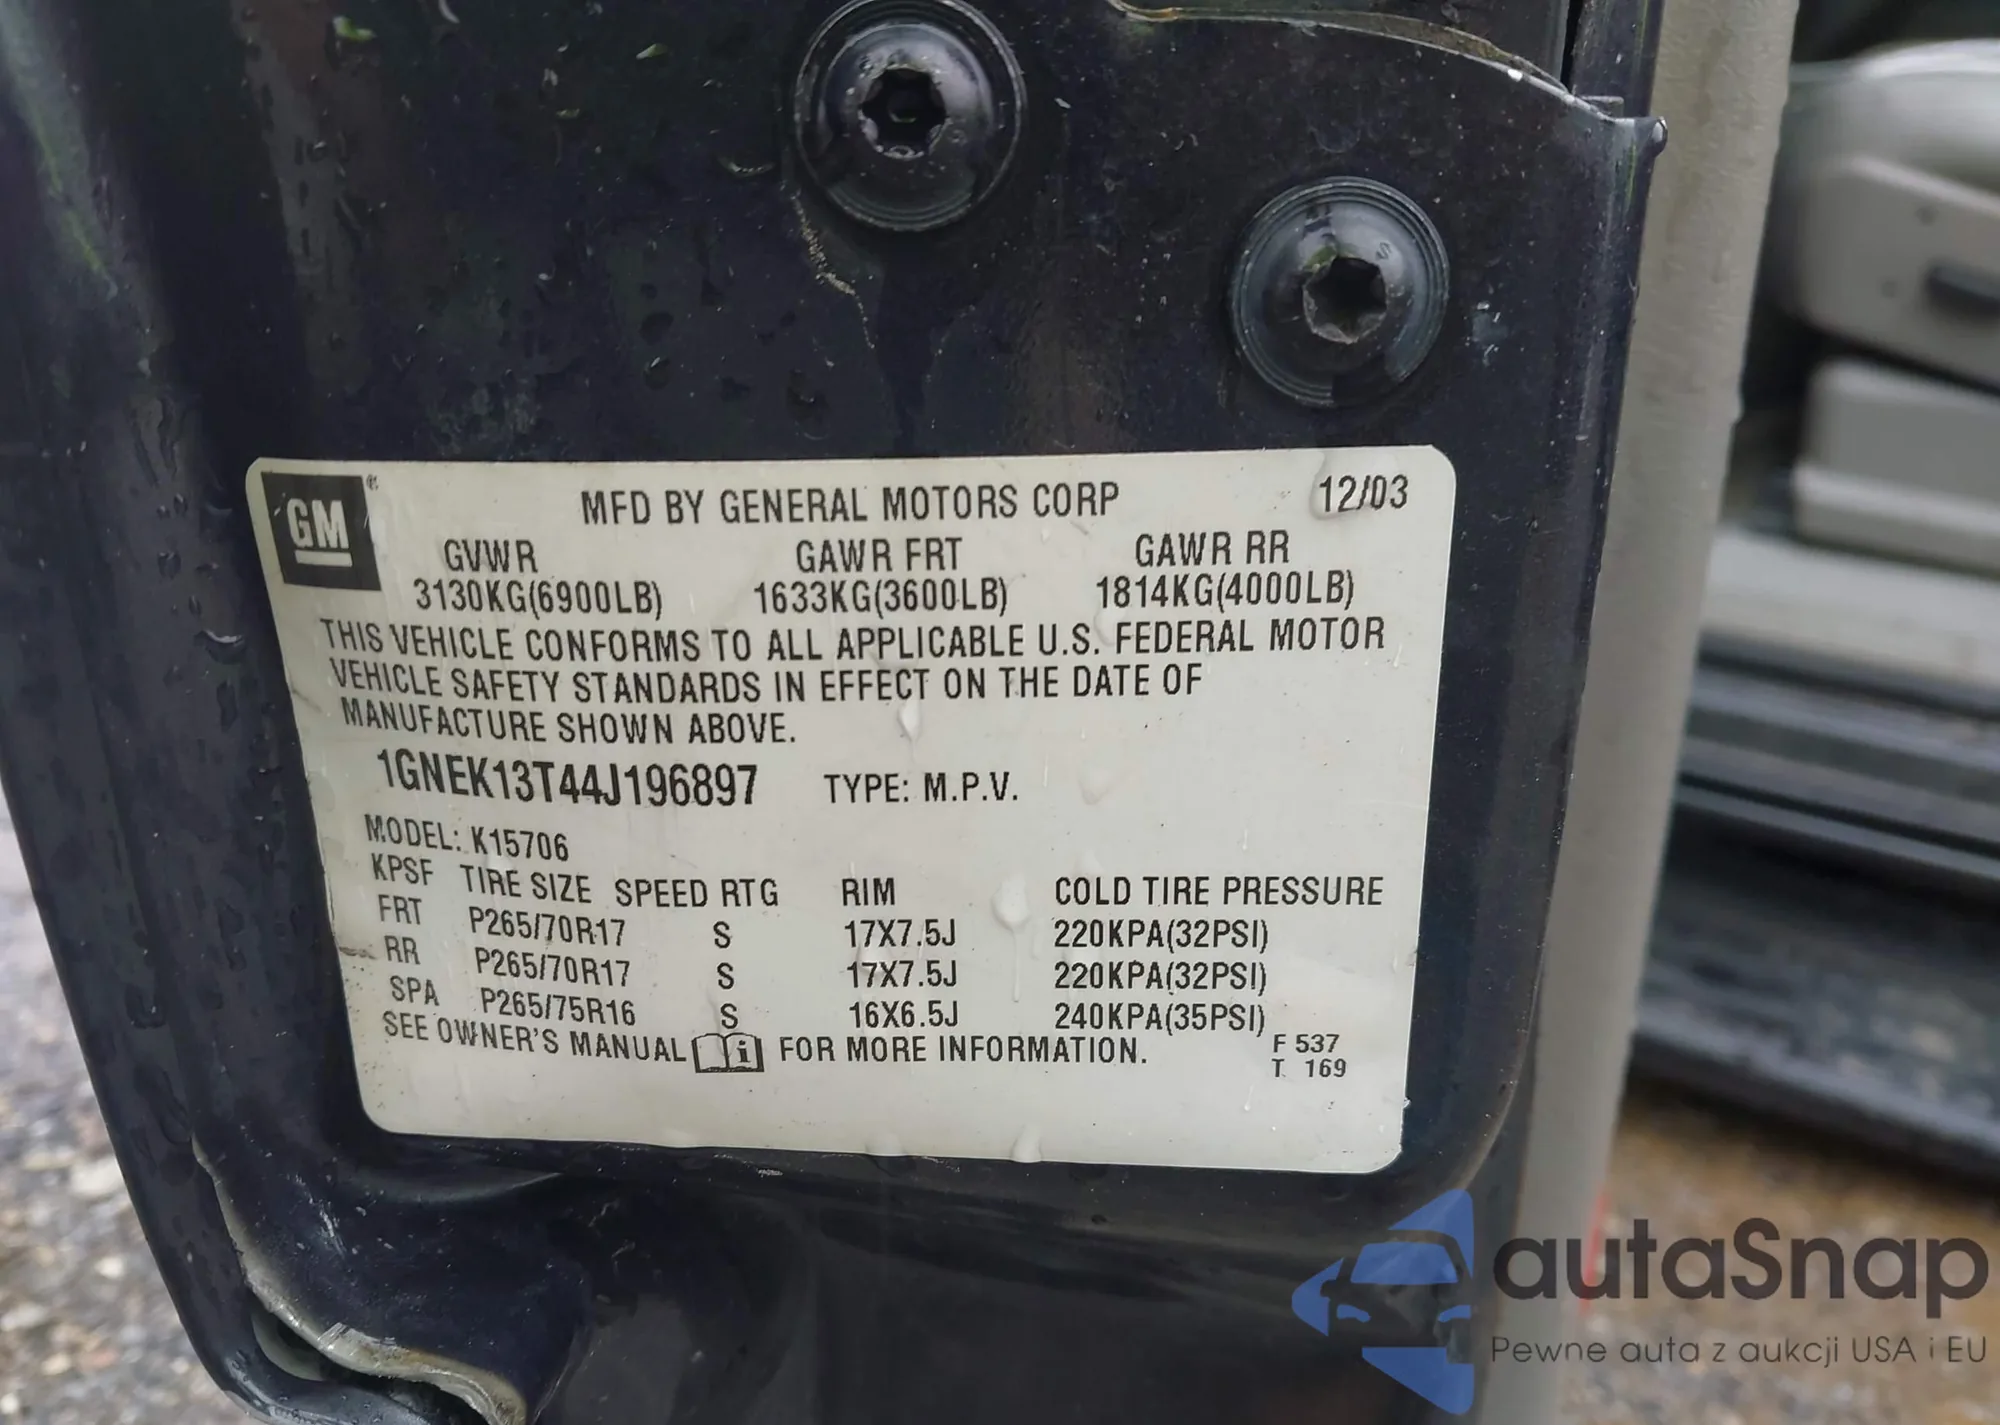 GM ®
MFD BY GENERAL MOTORS CORP 12/03
GVWR GAWR FRT GAWR RR
3130KG(6900LB) 1633KG(3600LB) 1814KG(4000LB)
THIS VEHICLE CONFORMS TO ALL APPLICABLE U.S. FEDERAL MOTOR
VEHICLE SAFETY STANDARDS IN EFFECT ON THE DATE OF
MANUFACTURE SHOWN ABOVE.
1GNEK13T44J196897 TYPE: M.P.V.
MODEL: K15706
KPSF TIRE SIZE SPEED RTG RIM COLD TIRE PRESSURE
FRT P265/70R17 S 17X7.5J 220KPA(32PSI)
RR P265/70R17 S 17X7.5J 220KPA(32PSI)
SPA P265/75R16 S 16X6.5J 240KPA(35PSI)
SEE OWNER'S MANUAL i FOR MORE INFORMATION.
F 537
T 169
autaSnap
Pewne auta z aukcji USA i EU